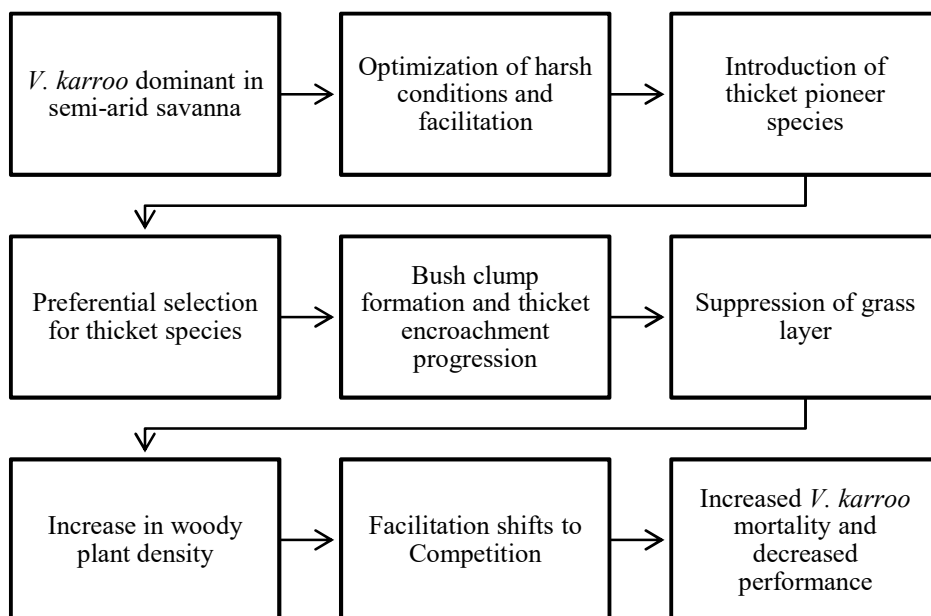 V. karroo dominant in
semi-arid savanna
Optimization of harsh
conditions and
facilitation
Introduction of
thicket pioneer
species
Preferential selection
for thicket species
Bush clump
formation and thicket
encroachment
progression
Suppression of grass
layer
Increase in woody
plant density
Facilitation shifts to
Competition
Increased V. karroo
mortality and
decreased
performance